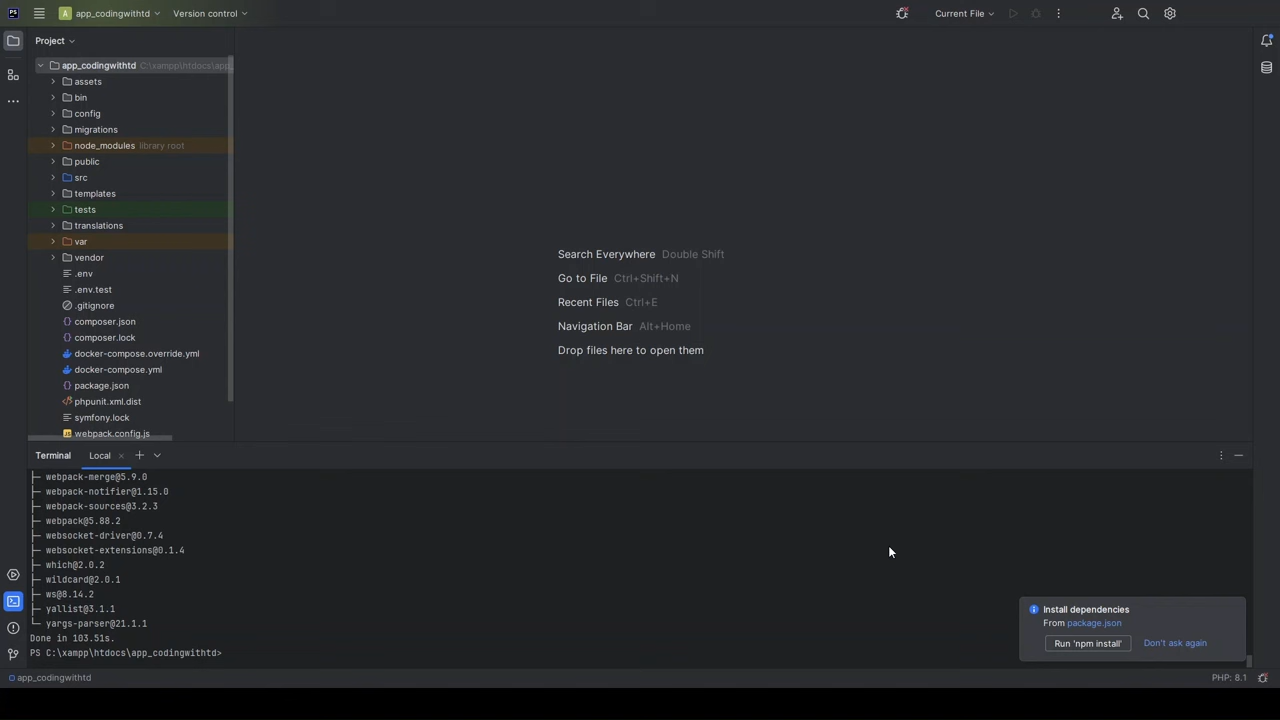 PS
A app_codingwithtd
Version control
Current File
Project
app_codingwithtd C:\xampp\htdocs\app_
assets
bin
config
migrations
node_modules library root
public
src
templates
tests
translations
var
vendor
.env
.env.test
.gitignore
composer.json
composer.lock
docker-compose.override.yml
docker-compose.yml
package.json
phpunit.xml.dist
symfony.lock
JS webpack.config.js
Search Everywhere Double Shift
Go to File Ctrl+Shift+N
Recent Files Ctrl+E
Navigation Bar Alt+Home
Drop files here to open them
Terminal Local
├─ webpack-merge@5.9.0
├─ webpack-notifier@1.15.0
├─ webpack-sources@3.2.3
├─ webpack@5.88.2
├─ websocket-driver@0.7.4
├─ websocket-extensions@0.1.4
├─ which@2.0.2
├─ wildcard@2.0.1
├─ ws@8.14.2
├─ yallist@3.1.1
└─ yargs-parser@21.1.1
Done in 103.51s.
PS C:\xampp\htdocs\app_codingwithtd>
Install dependencies
From package.json
Run 'npm install'
Don't ask again
app_codingwithtd
PHP: 8.1